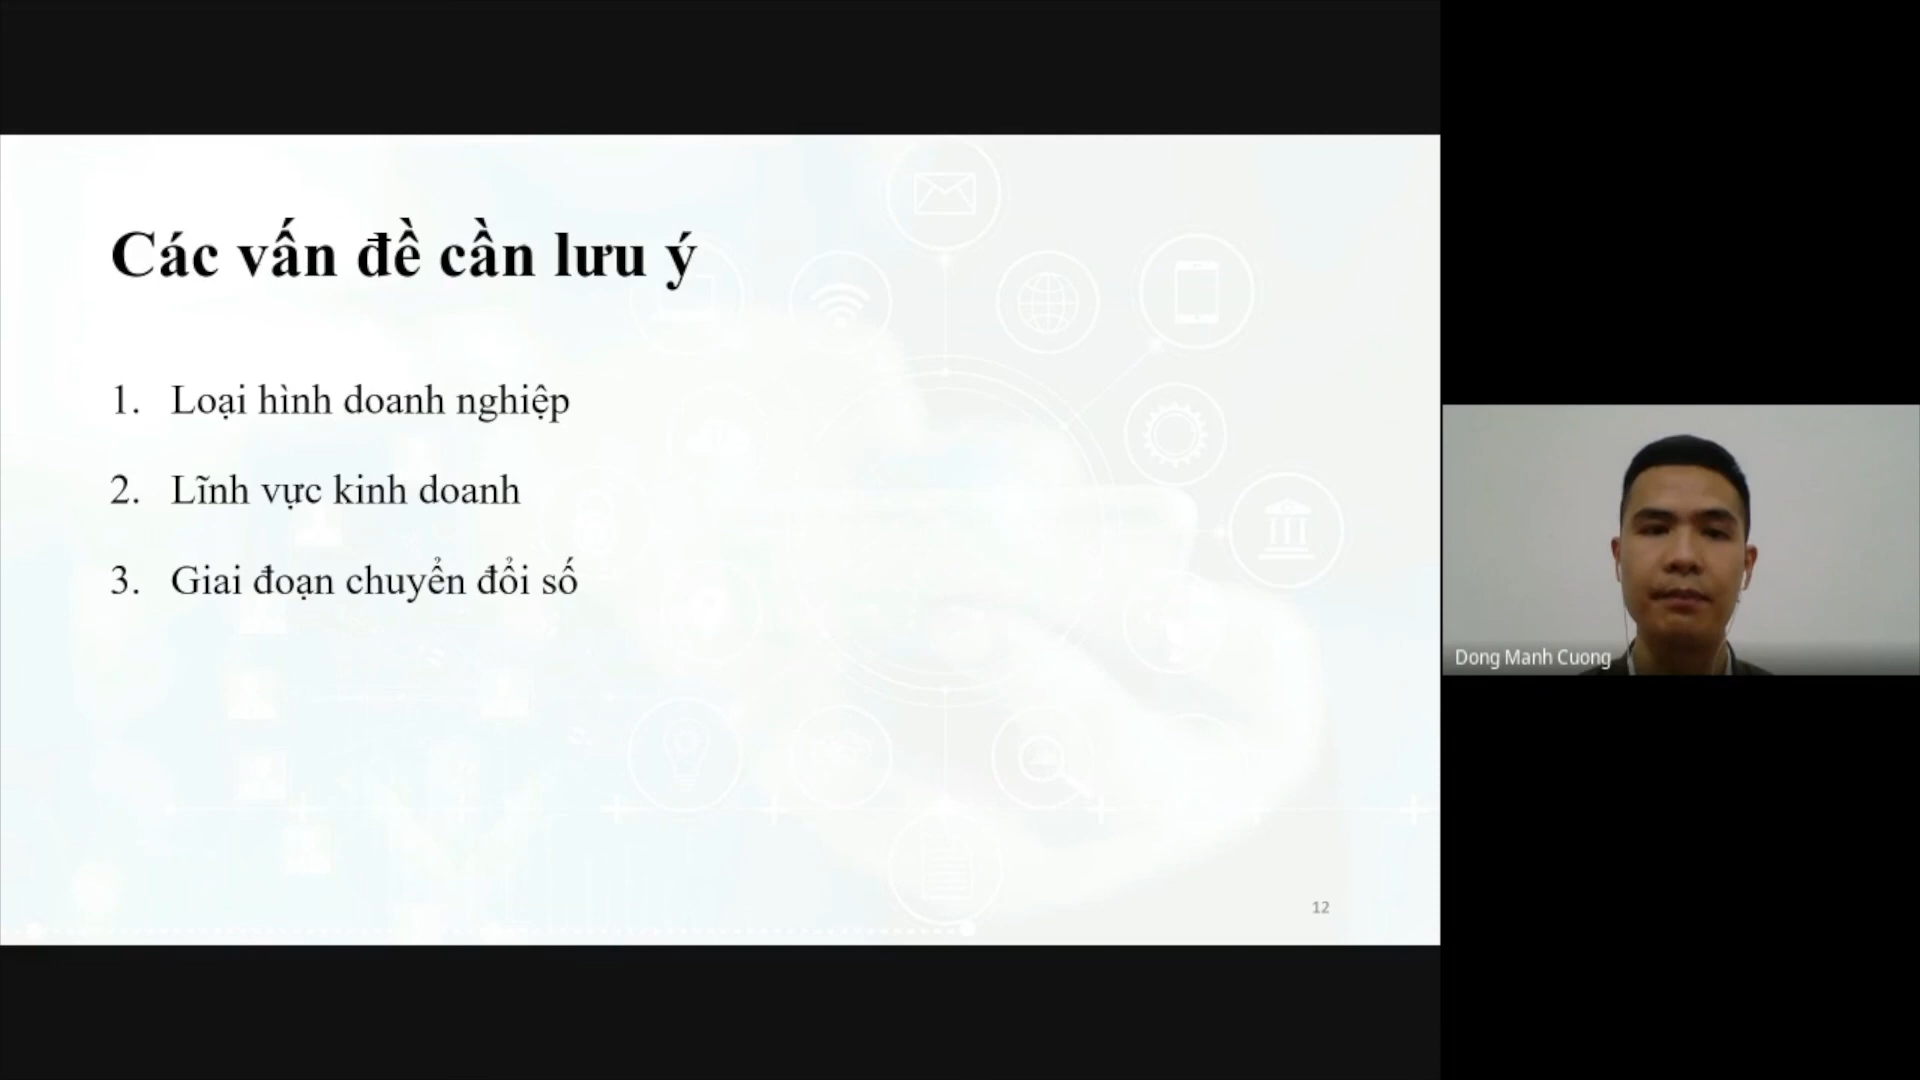 Các vấn đề cần lưu ý
1. Loại hình doanh nghiệp
2. Lĩnh vực kinh doanh
3. Giai đoạn chuyển đổi số
12
Dong Manh Cuong